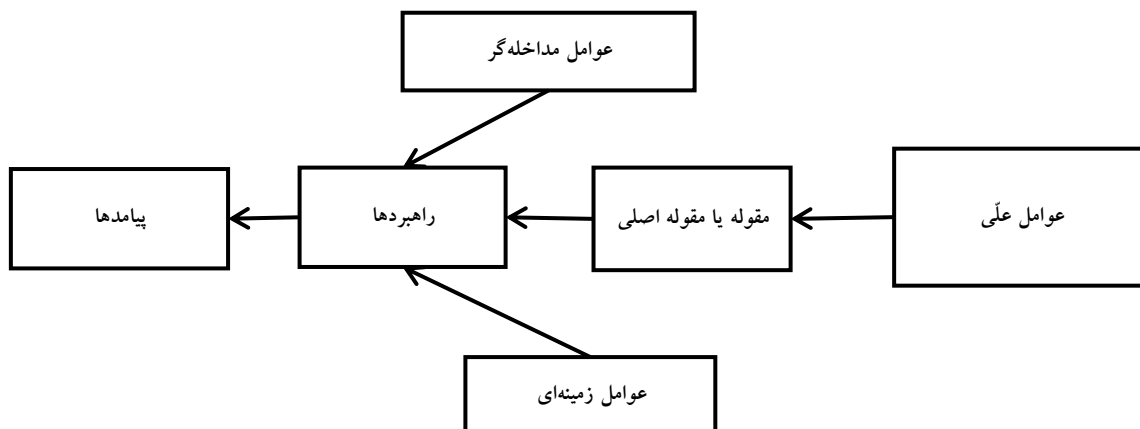 عوامل مداخله‌گر
عوامل علّی
مقوله یا مقوله اصلی
راهبردها
پیامدها
عوامل زمینه‌ای